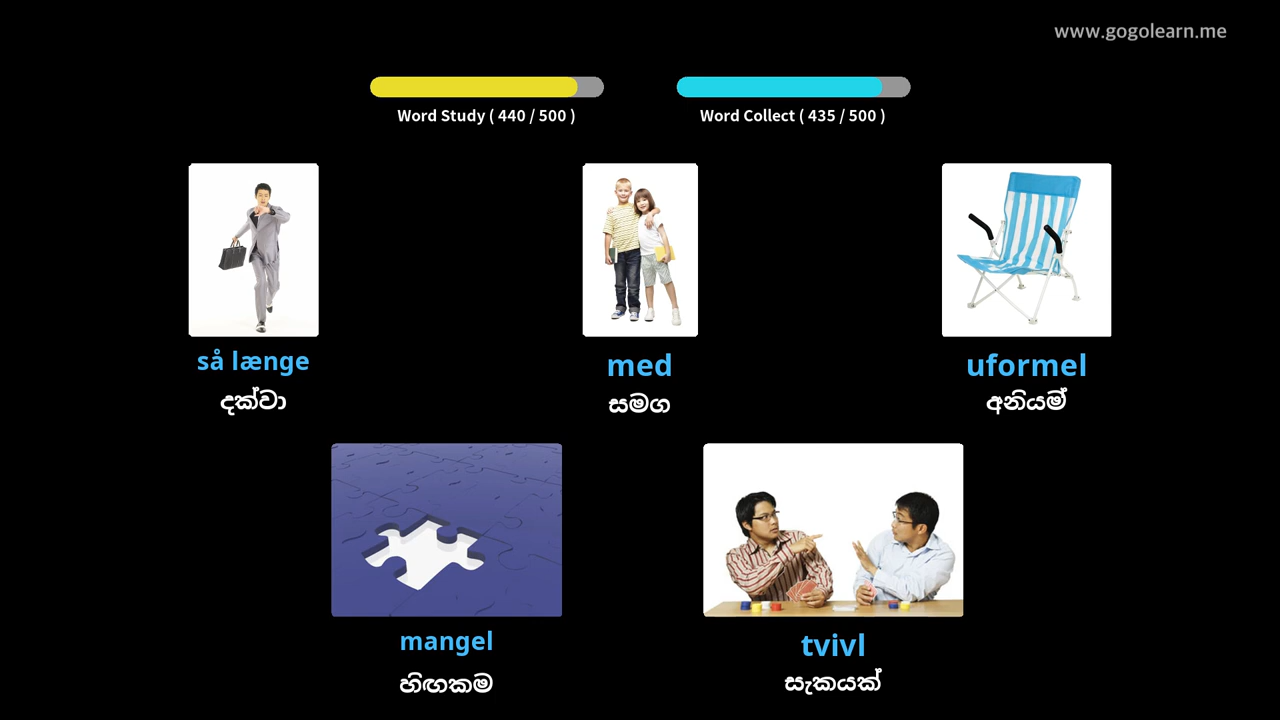 www.gogolearn.me
Word Study ( 440 / 500 )
Word Collect ( 435 / 500 )
så længe
දක්වා
med
සමග
uformel
අනියම්
mangel
හිඟකම
tvivl
සැකයක්